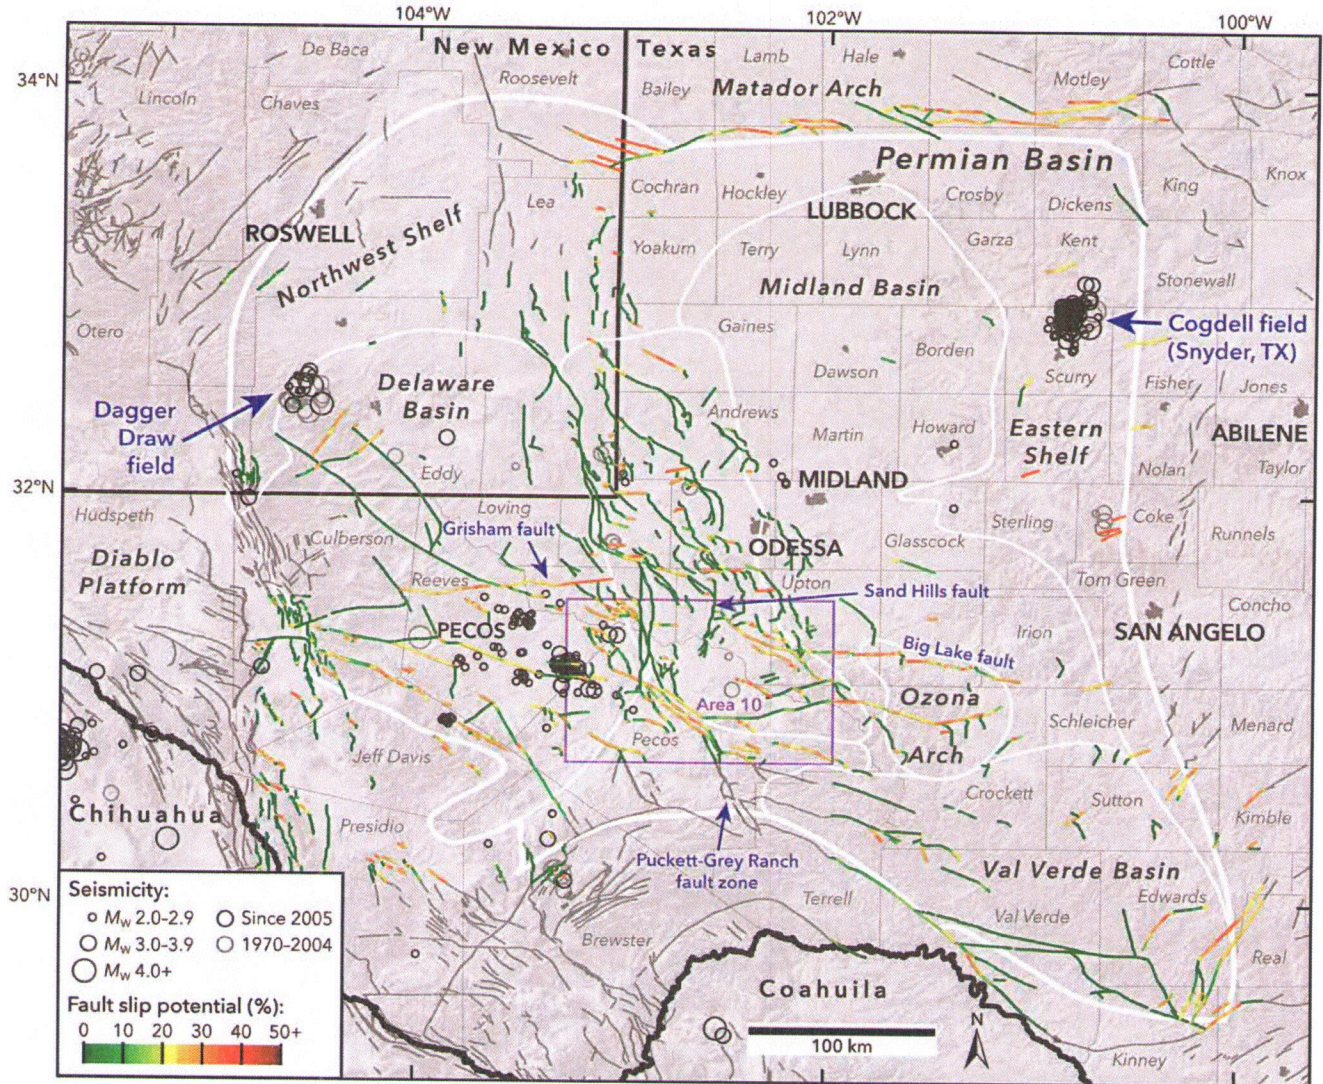 104°W
102°W
100°W
34°N
32°N
30°N
New Mexico
Texas
De Baca
Roosevelt
Lamb
Hale
Cottle
Motley
Bailey
Matador Arch
Lincoln
Chaves
Permian Basin
Knox
King
Cochran
Hockley
Crosby
Dickens
Lea
LUBBOCK
ROSWELL
Northwest Shelf
Yoakum
Terry
Lynn
Garza
Kent
Stonewall
Midland Basin
Otero
Gaines
Cogdell field
(Snyder, TX)
Borden
Dawson
Scurry
Fisher
Jones
Delaware
Basin
Dagger
Draw
field
Andrews
Martin
Howard
Eastern
Shelf
ABILENE
Nolan
Taylor
Eddy
MIDLAND
Hudspeth
Loving
Grisham fault
Culberson
Sterling
Coke
Runnels
Glasscock
ODESSA
Diablo
Platform
Reeves
Upton
Sand Hills fault
Tom Green
Concho
PECOS
Irion
SAN ANGELO
Big Lake fault
Area 10
Ozona
Arch
Schleicher
Menard
Pecos
Jeff Davis
Crockett
Sutton
Kimble
Chihuahua
Presidio
Puckett-Grey Ranch
fault zone
Val Verde Basin
Edwards
Terrell
Val Verde
Brewster
Real
Coahuila
Kinney
N
100 km
Seismicity:
Mw 2.0-2.9
Since 2005
Mw 3.0-3.9
1970-2004
Mw 4.0+
Fault slip potential (%):
0 10 20 30 40 50+